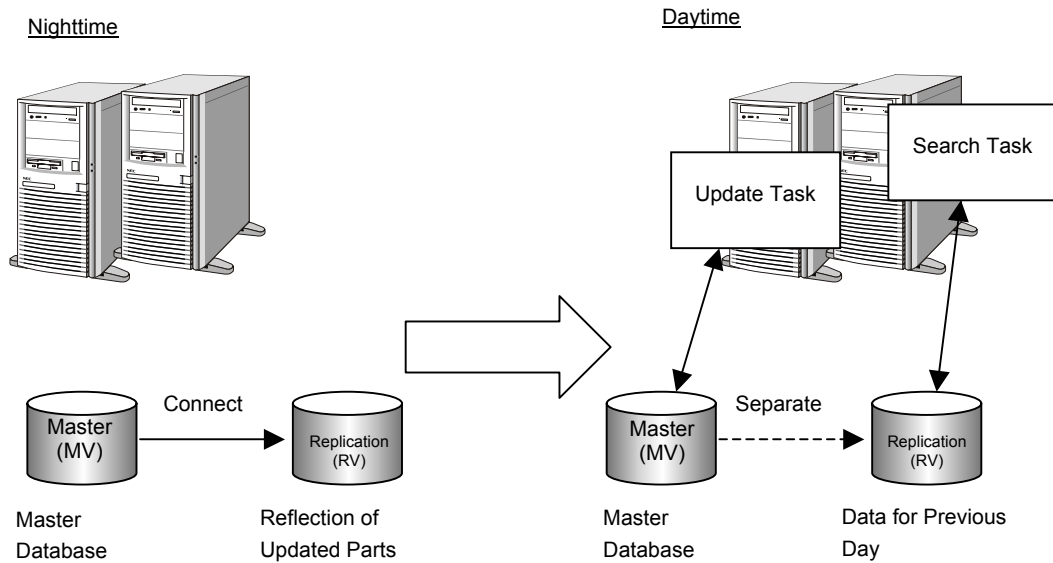 Nighttime
Daytime
Update Task
Search Task
Connect
Master
(MV)
Replication
(RV)
Master
Database
Reflection of
Updated Parts
Separate
Master
(MV)
Replication
(RV)
Master
Database
Data for Previous
Day